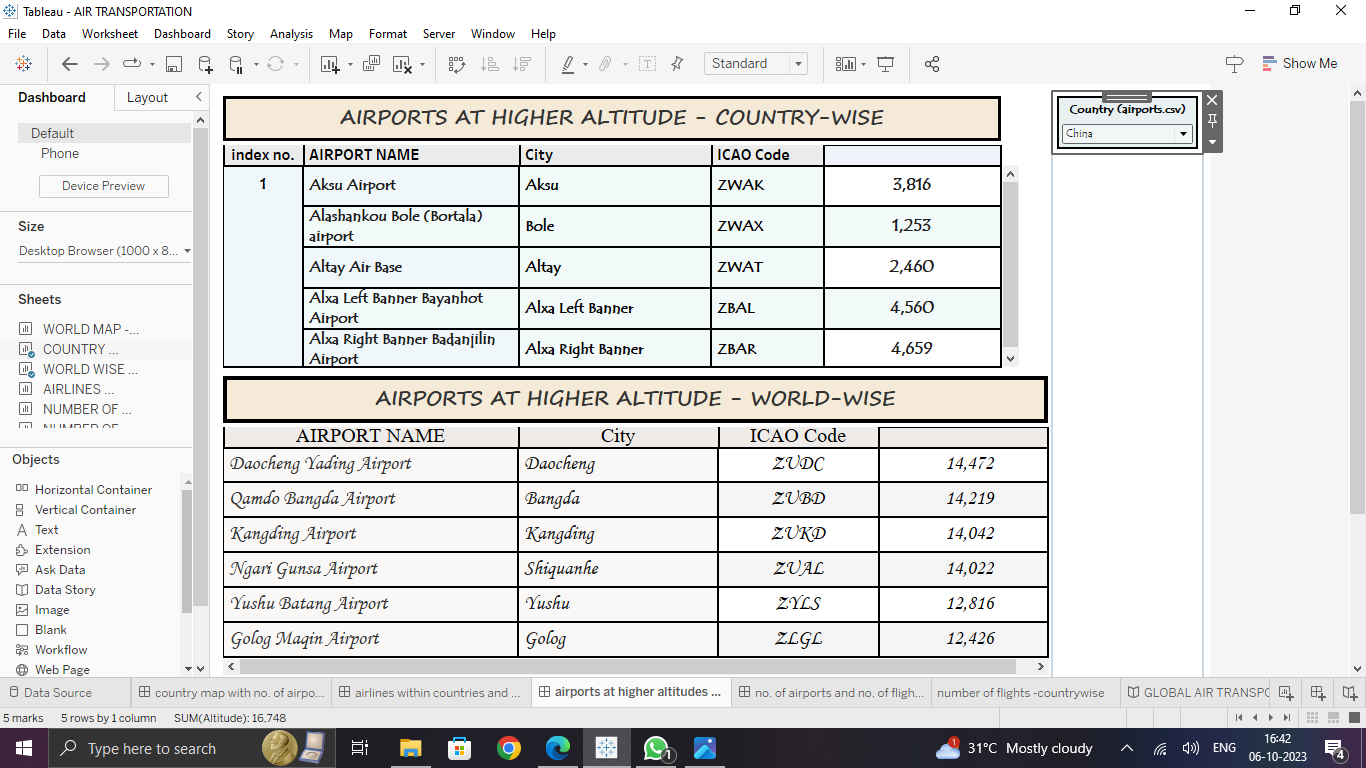 Tableau - AIR TRANSPORTATION
File Data Worksheet Dashboard Story Analysis Map Format Server Window Help
Standard
Show Me
Dashboard Layout
Default
Phone
Device Preview
Size
Desktop Browser (1000 x 8...
Sheets
WORLD MAP -...
COUNTRY ...
WORLD WISE ...
AIRLINES ...
NUMBER OF ...
NUMBER OF
Objects
Horizontal Container
Vertical Container
Text
Extension
Ask Data
Data Story
Image
Blank
Workflow
Web Page
AIRPORTS AT HIGHER ALTITUDE - COUNTRY-WISE
index no. AIRPORT NAME City ICAO Code
1 Aksu Airport Aksu ZWAK 3,816
Alashankou Bole (Bortala)
airport Bole ZWAX 1,253
Altay Air Base Altay ZWAT 2,460
Alxa Left Banner Bayanhot
Airport Alxa Left Banner ZBAL 4,560
Alxa Right Banner Badanjilin
Airport Alxa Right Banner ZBAR 4,659
AIRPORTS AT HIGHER ALTITUDE - WORLD-WISE
AIRPORT NAME City ICAO Code
Daocheng Yading Airport Daocheng ZUDC 14,472
Qamdo Bangda Airport Bangda ZUBD 14,219
Kangding Airport Kangding ZUKD 14,042
Ngari Gunsa Airport Shiquanhe ZUAL 14,022
Yushu Batang Airport Yushu ZYLS 12,816
Golog Maqin Airport Golog ZLGL 12,426
Country (airports.csv)
China
Data Source country map with no. of airpo... airlines within countries and ... airports at higher altitudes ... no. of airports and no, of fligh... number of flights -countrywise GLOBAL AIR TRANSPO
5 marks 5 rows by 1 column SUM(Altitude): 16,748
Type here to search
1
1
31°C Mostly cloudy
ENG
16:42
06-10-2023
4